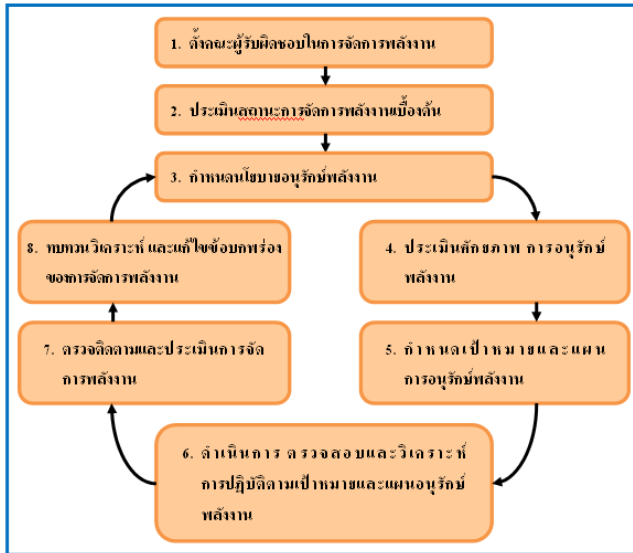 1. ตั้งคณะผู้รับผิดชอบในการจัดการพลังงาน
2. ประเมินสถานะการจัดการพลังงานเบื้องต้น
3. กำหนดนโยบายอนุรักษ์พลังงาน
4. ประเมินศักยภาพ การอนุรักษ์
พลังงาน
5. กำหนดเป้าหมายและแผน
การอนุรักษ์พลังงาน
6. ดำเนินการ ตรวจสอบและวิเคราะห์
การปฏิบัติตามเป้าหมายและแผนอนุรักษ์
พลังงาน
7. ตรวจติดตามและประเมินการจัด
การพลังงาน
8. ทบทวน วิเคราะห์ และแก้ไขข้อบกพร่อง
ของการจัดการพลังงาน